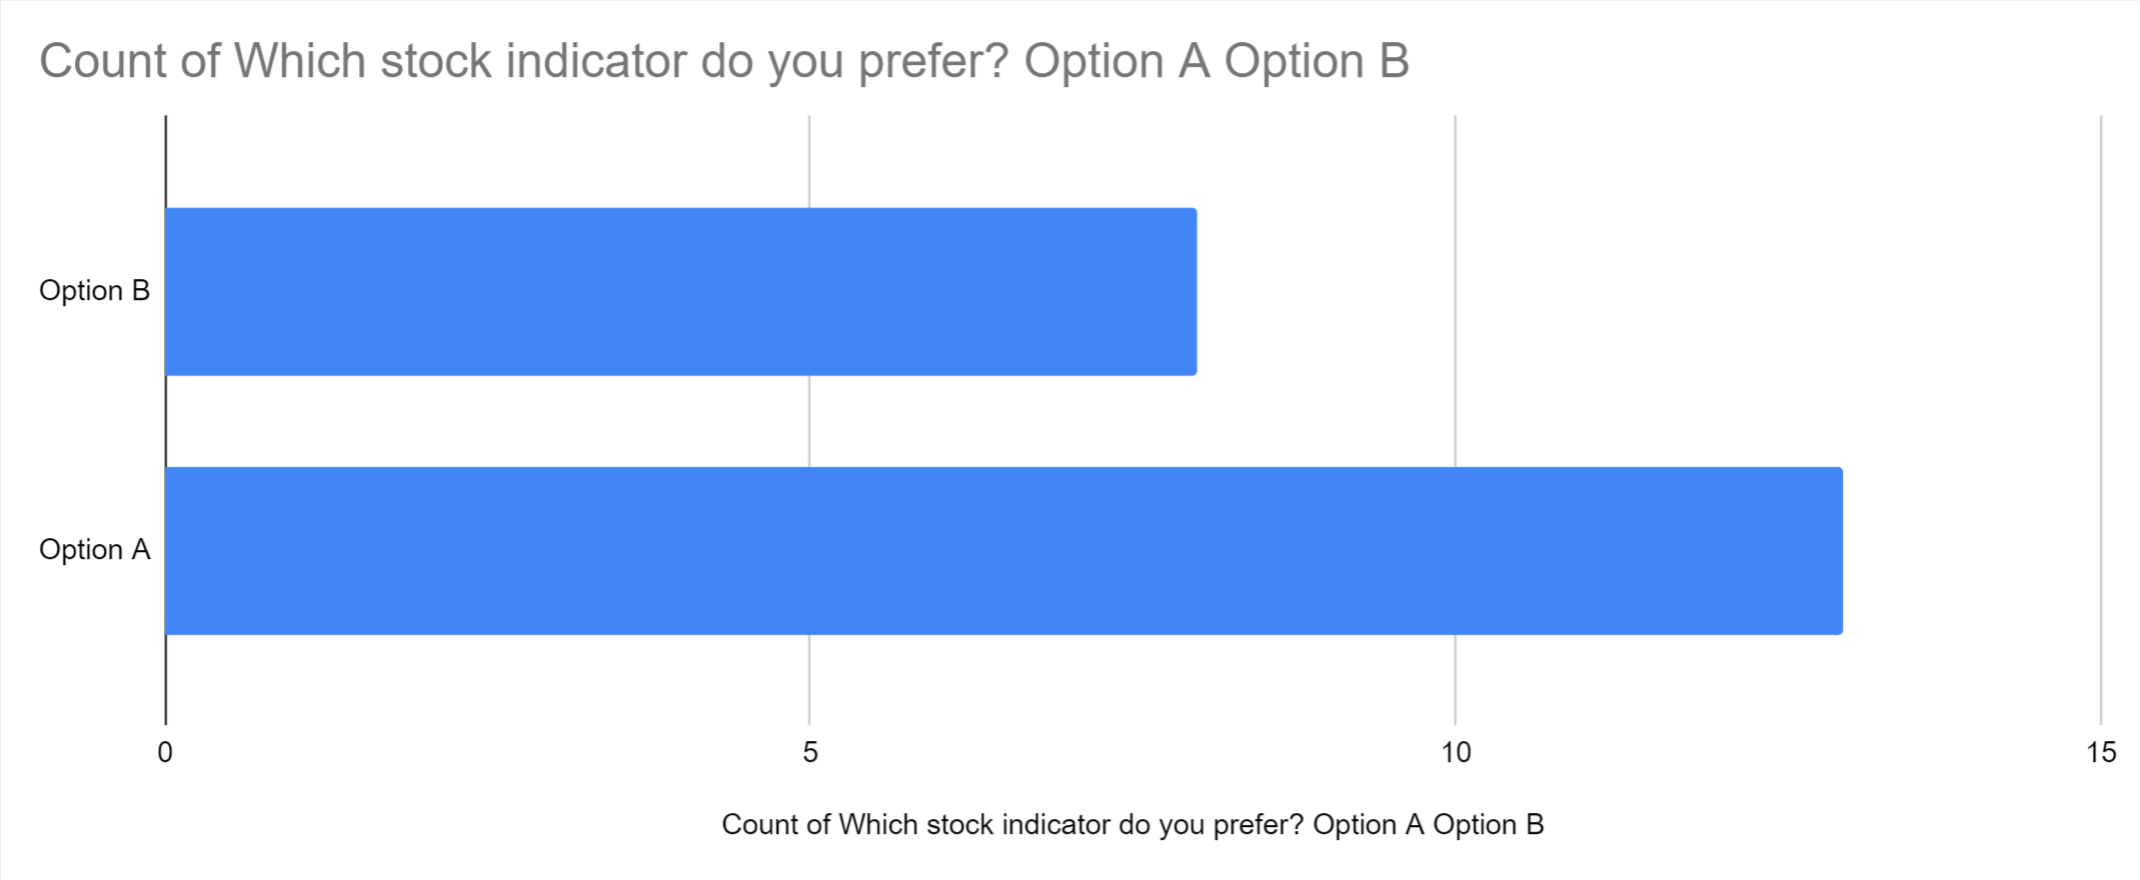 Count of Which stock indicator do you prefer? Option A Option B
Option B
Option A
0
5
10
15
Count of Which stock indicator do you prefer? Option A Option B